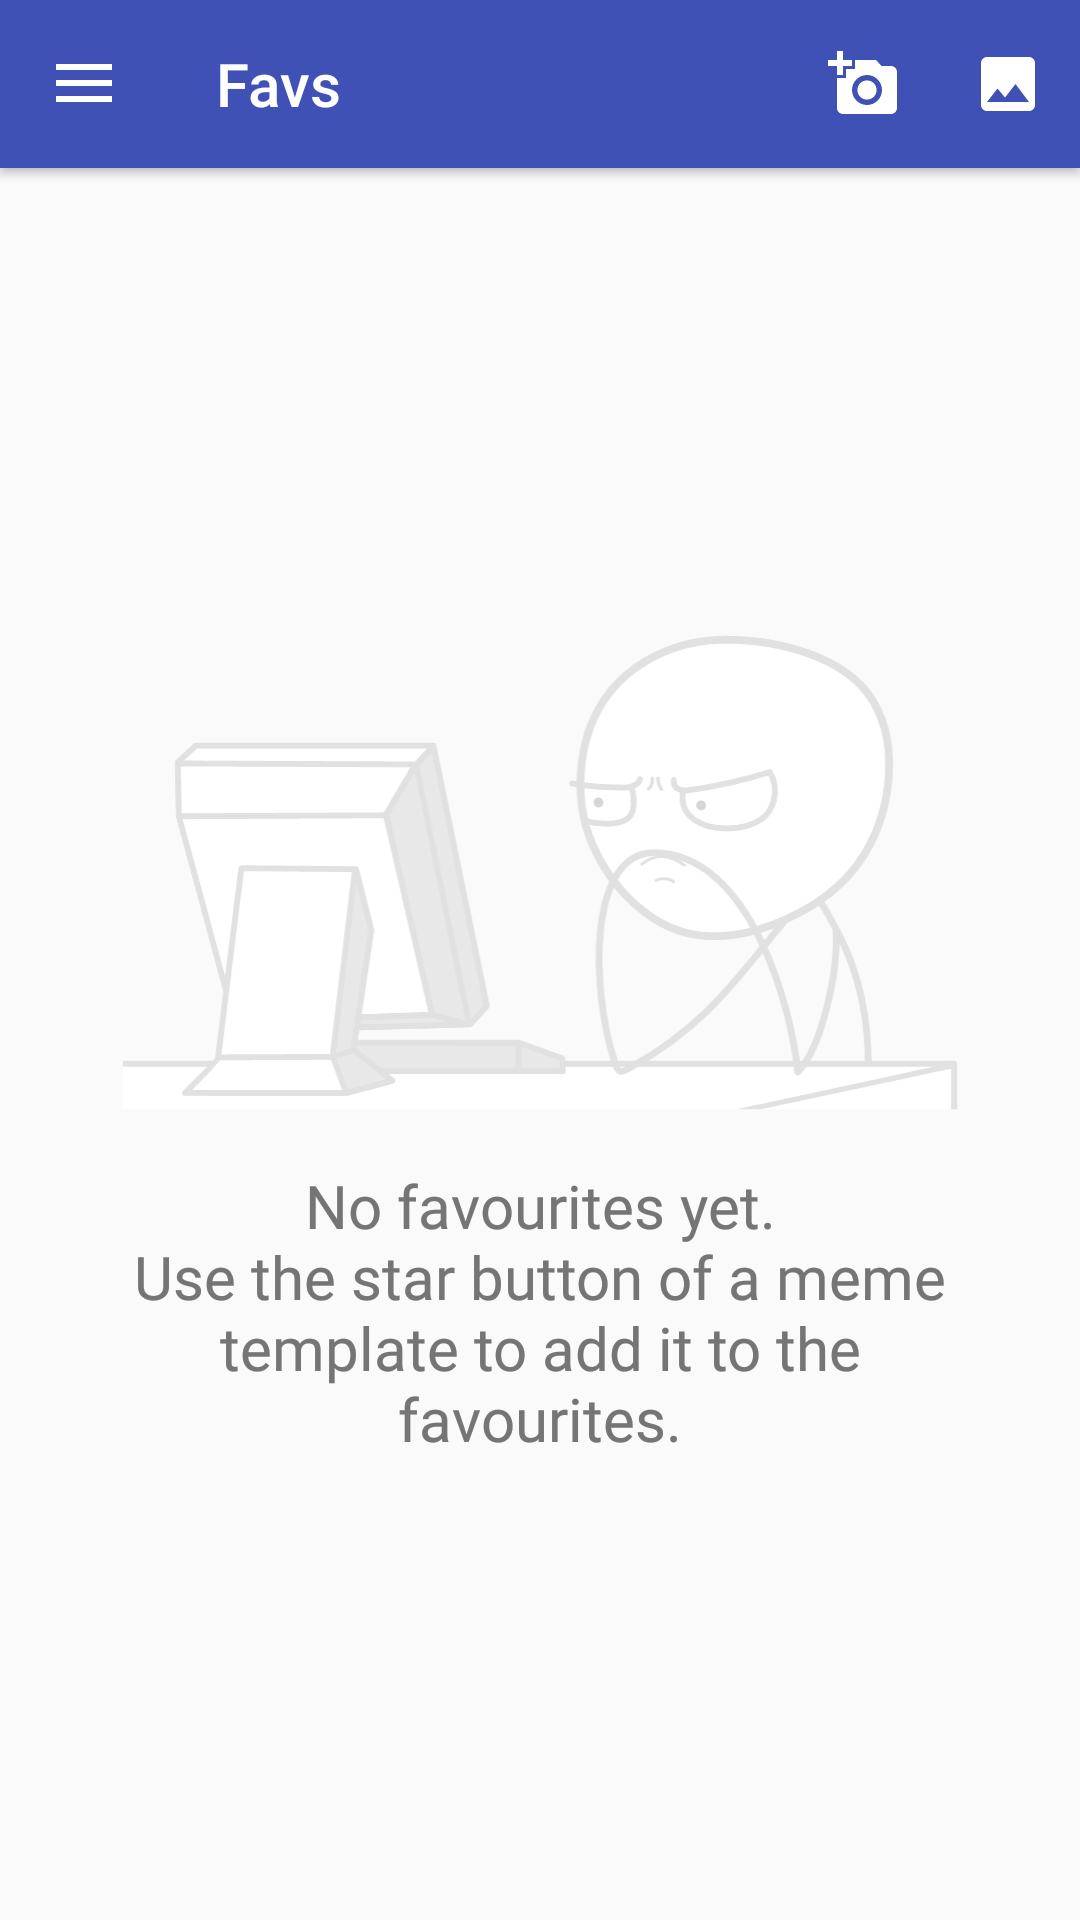 Favs
No favourites yet.
Use the star button of a meme
template to add it to the
favourites.